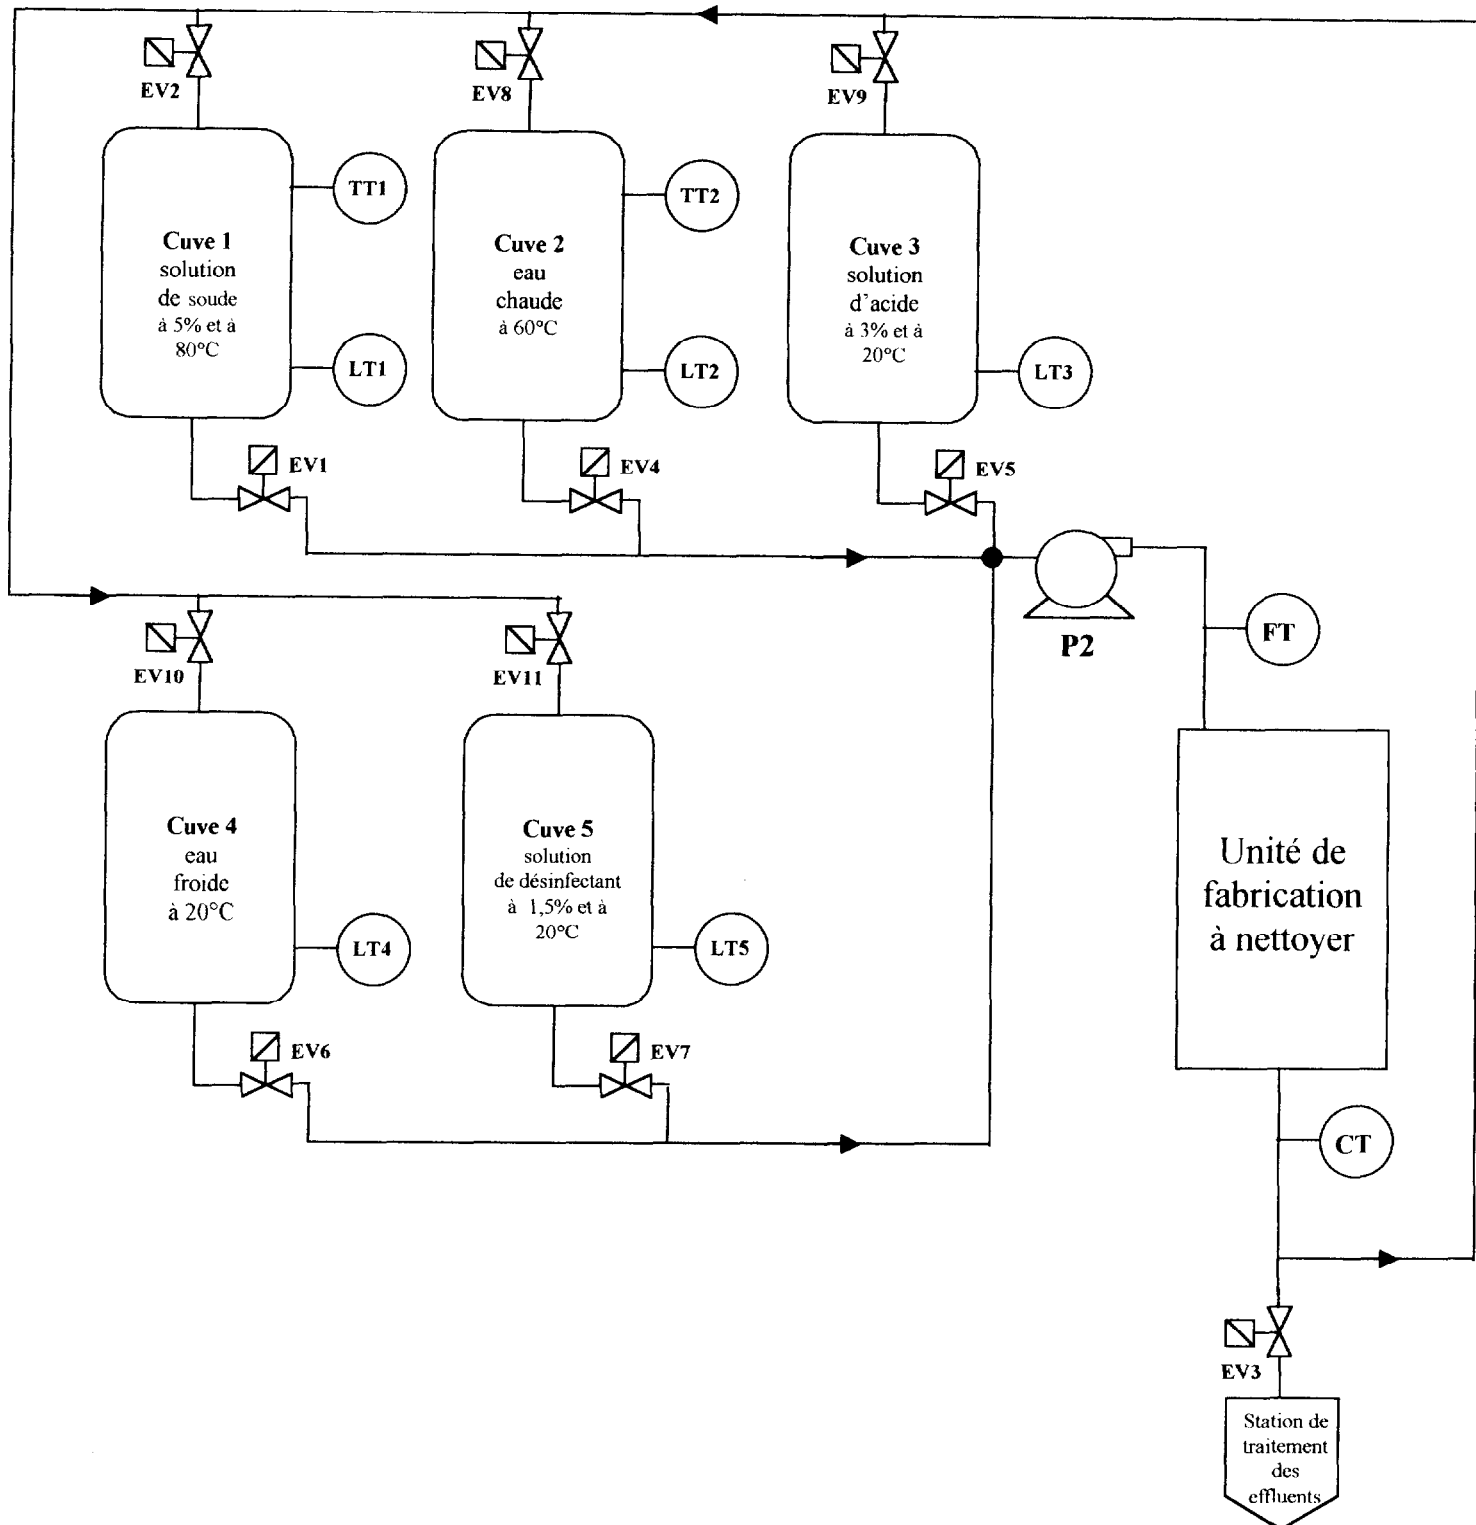 EV2
EV8
EV9
Cuve 1
solution
de soude
à 5% et à
80°C
TT1
LT1
Cuve 2
eau
chaude
à 60°C
TT2
LT2
Cuve 3
solution
d'acide
à 3% et à
20°C
LT3
EV1
EV4
EV5
P2
FT
EV10
EV11
Cuve 4
eau
froide
à 20°C
LT4
Cuve 5
solution
de désinfectant
à 1,5% et à
20°C
LT5
Unité de
fabrication
à nettoyer
EV6
EV7
CT
EV3
Station de
traitement
des
effluents